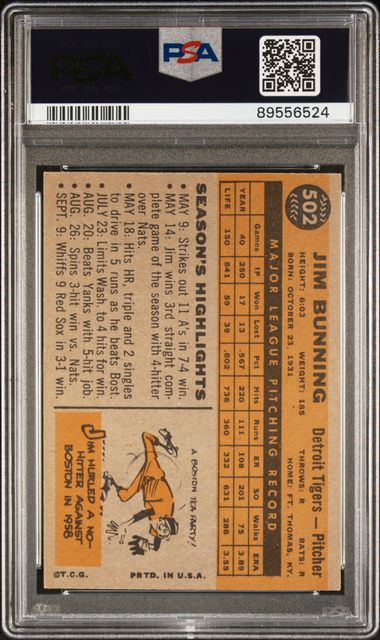 PSA
PSA
89556524
502
JIM BUNNING
Detroit Tigers — Pitcher
HEIGHT: 6:03 WEIGHT: 185 THROWS: R BATS: R
BORN: OCTOBER 23, 1931 HOME: FT. THOMAS, KY.
MAJOR LEAGUE PITCHING RECORD
Games IP Won Lost Pct Hits Runs ER SO Walks ERA
YEAR 40 250 17 13 .567 220 111 108 201 75 3.89
LIFE 150 841 59 39 .602 736 360 332 631 286 3.55
SEASON'S HIGHLIGHTS
• MAY 9: Strikes out 11 A's in 7-4 win.
• MAY 14: Jim wins 3rd straight com-
plete game of the season with 4-hitter
over Nats.
• MAY 18: Hits HR, triple and 2 singles
to drive in 5 runs as he beats Bost
• JULY 23: Limits Wash. to 4 hits for win.
• AUG. 20: Beats Yanks with 5-hit job.
• AUG. 26: Spins 3-hit win vs. Nats.
• SEPT. 9: Whiffs 9 Red Sox in 3-1 win.
A BOSTON TEA PARTY!
JIM HURLED A NO-
HITTER AGAINST
BOSTON IN
1958
©T.C.G. PRTD. IN U.S.A.